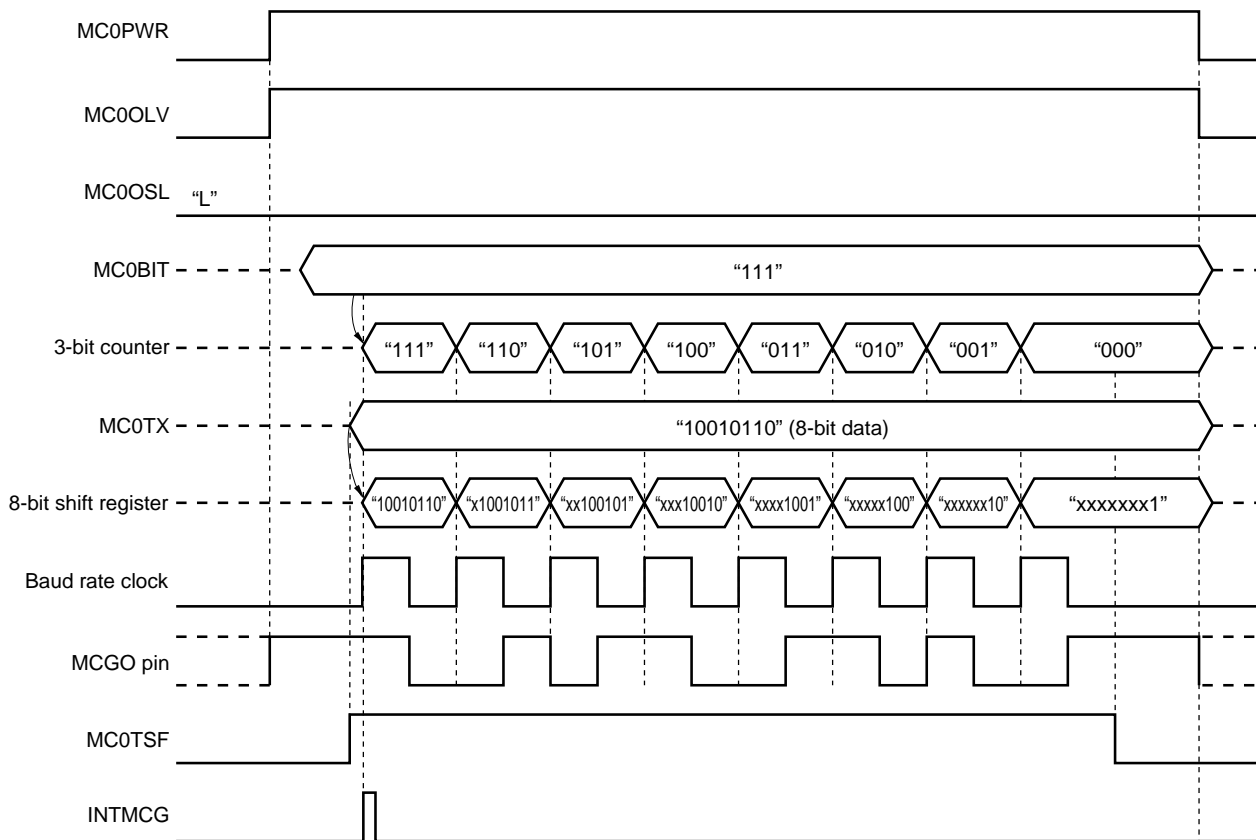 MC0PWR
MC0OLV
MC0OSL “L”
MC0BIT “111”
3-bit counter “111” “110” “101” “100” “011” “010” “001” “000”
MC0TX “10010110” (8-bit data)
8-bit shift register “10010110” “x1001011” “xx100101” “xxx10010” “xxxx1001” “xxxxx100” “xxxxxx10” “xxxxxxx1”
Baud rate clock
MCGO pin
MC0TSF
INTMCG